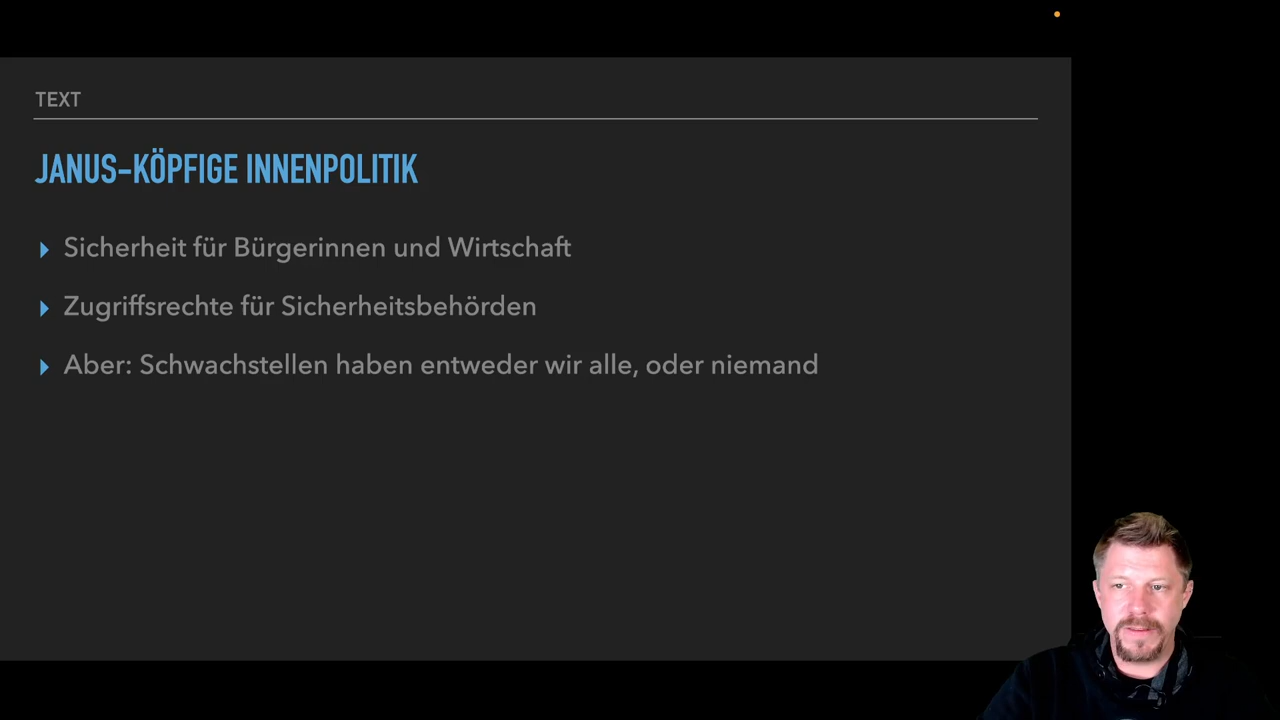 TEXT
JANUS-KÖPFIGE INNENPOLITIK
Sicherheit für Bürgerinnen und Wirtschaft
Zugriffsrechte für Sicherheitsbehörden
Aber: Schwachstellen haben entweder wir alle, oder niemand